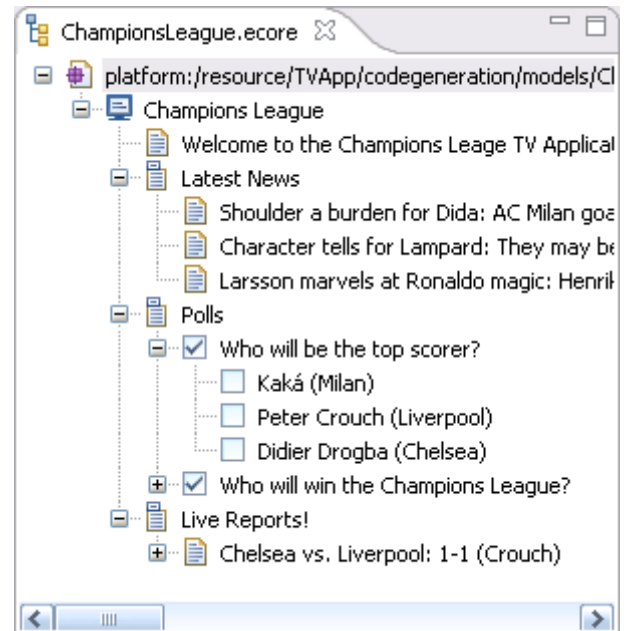 ChampionsLeague.ecore
platform:/resource/TVApp/codegeneration/models/Cl
Champions League
Welcome to the Champions Leage TV Applicat
Latest News
Shoulder a burden for Dida: AC Milan goa
Character tells for Lampard: They may be
Larsson marvels at Ronaldo magic: Henrik
Polls
Who will be the top scorer?
Kaká (Milan)
Peter Crouch (Liverpool)
Didier Drogba (Chelsea)
Who will win the Champions League?
Live Reports!
Chelsea vs. Liverpool: 1-1 (Crouch)